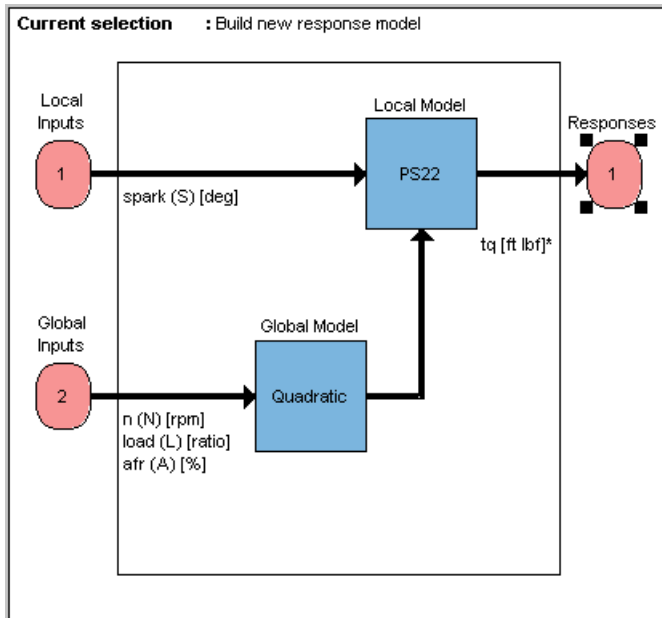 Current selection : Build new response model
Local
Inputs
Local Model
Responses
1
PS22
1
spark (S) [deg]
tq [ft lbf]*
Global
Inputs
Global Model
2
Quadratic
n (N) [rpm]
load (L) [ratio]
afr (A) [%]